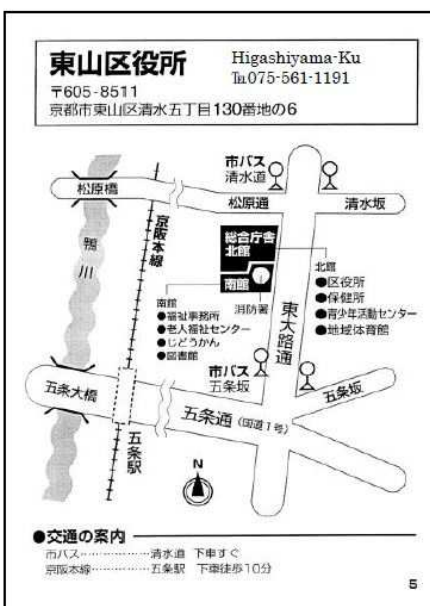 東山区役所
Higashiyama-Ku
℡075-561-1191
〒605-8511
京都市東山区清水五丁目130番地の6
市バス
清水道
松原橋
松原通
清水坂
鴨川
京阪本線
総合庁舎
北館
南館
消防署
北館
●区役所
●保健所
●青少年活動センター
●地域体育館
南館
●福祉事務所
●老人福祉センター
●じどうかん
●図書館
東大路通
市バス
五条坂
五条大橋
五条通(国道1号)
五条坂
五条駅
N
●交通の案内
市バス……………清水道 下車すぐ
京阪本線……………五条駅 下車徒歩10分
5